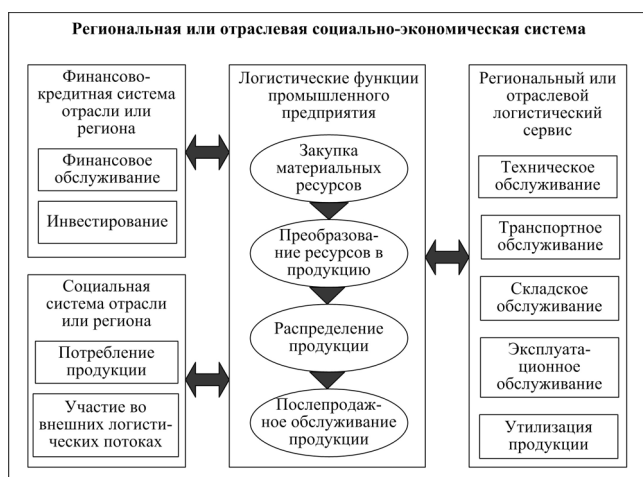 Региональная или отраслевая социально-экономическая система
Финансово-
кредитная система
отрасли или
региона
Финансовое
обслуживание
Инвестирование
Социальная
система отрасли
или региона
Потребление
продукции
Участие во
внешних логисти-
ческих потоках
Логистические функции
промышленного
предприятия
Закупка
материальных
ресурсов
Преобразова-
ние ресурсов в
продукцию
Распределение
продукции
Послепродаж-
ное обслуживание
продукции
Региональный или
отраслевой
логистический
сервис
Техническое
обслуживание
Транспортное
обслуживание
Складское
обслуживание
Эксплуата-
ционное
обслуживание
Утилизация
продукции